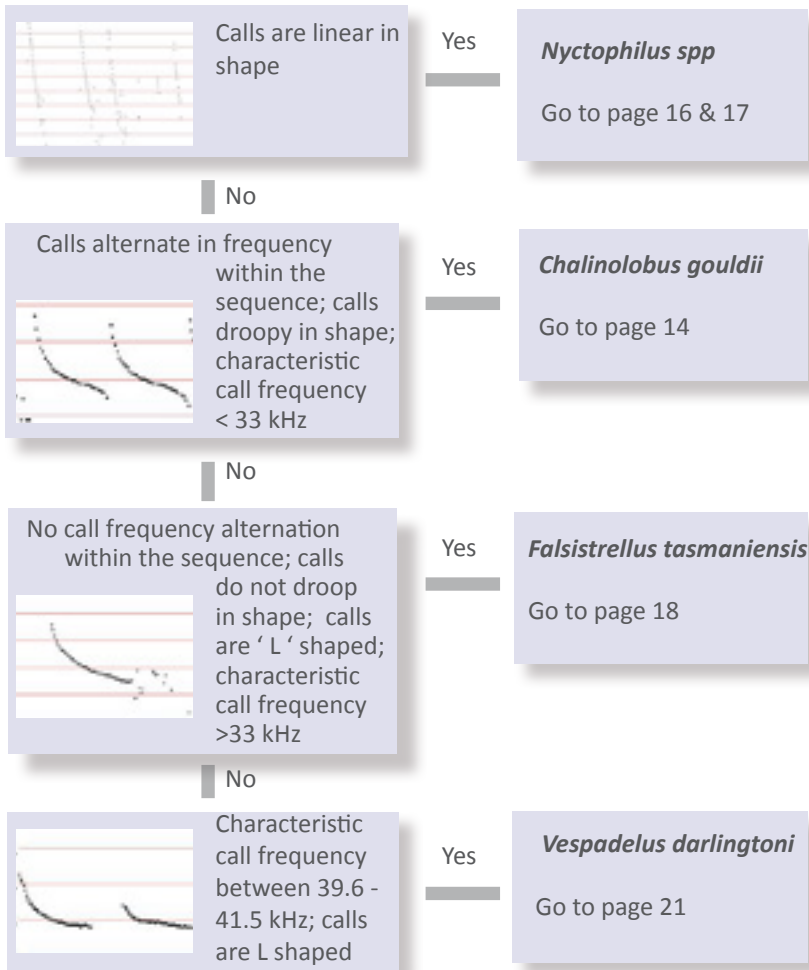 Calls are linear in
shape
Yes
Nyctophilus spp
Go to page 16 & 17
No
Calls alternate in frequency
within the
sequence; calls
droopy in shape;
characteristic
call frequency
< 33 kHz
Yes
Chalinolobus gouldii
Go to page 14
No
No call frequency alternation
within the sequence; calls
do not droop
in shape; calls
are ‘ L ‘ shaped;
characteristic
call frequency
>33 kHz
Yes
Falsistrellus tasmaniensis
Go to page 18
No
Characteristic
call frequency
between 39.6 -
41.5 kHz; calls
are L shaped
Yes
Vespadelus darlingtoni
Go to page 21